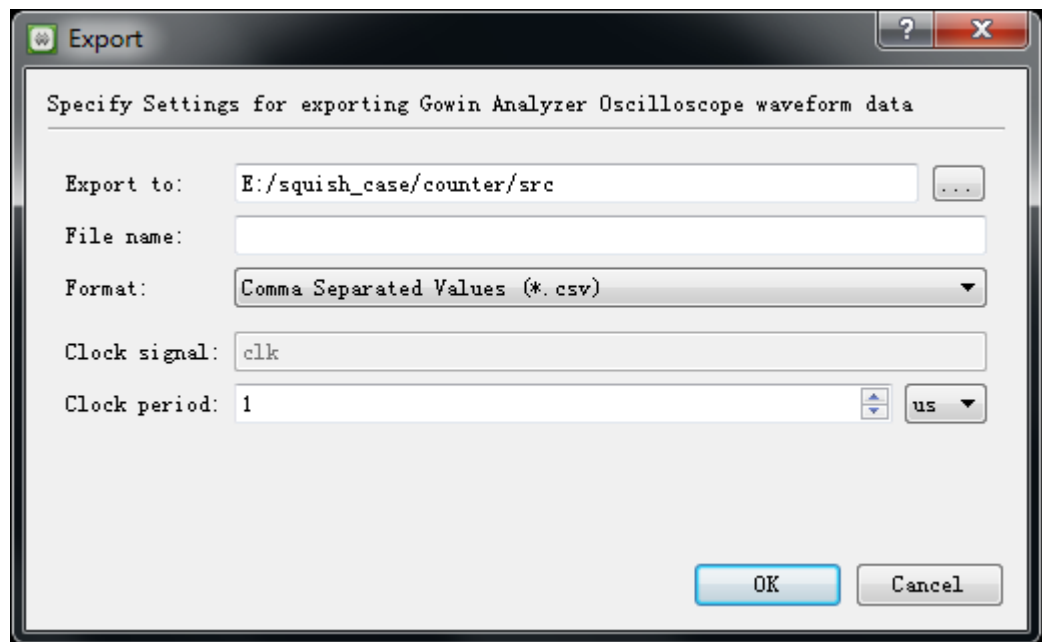 Export
?
Specify Settings for exporting Gowin Analyzer Oscilloscope waveform data
Export to: E:/squish_case/counter/src ...
File name:
Format: Comma Separated Values (*.csv)
Clock signal: clk
Clock period: 1 us
OK Cancel